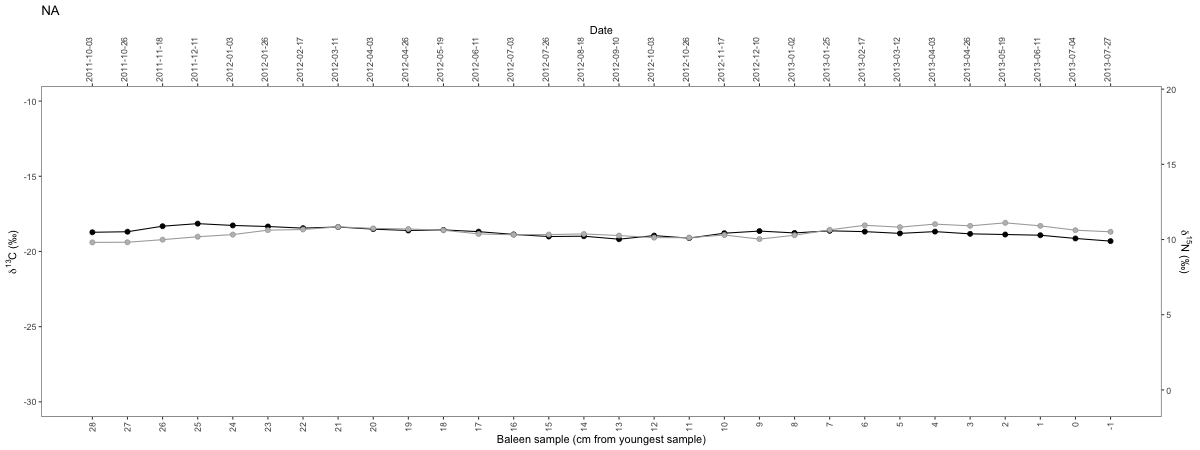 NA
Date
2011-10-03 2011-10-26 2011-11-18 2011-12-11 2012-01-03 2012-01-26 2012-02-17 2012-03-11 2012-04-03 2012-04-26 2012-05-19 2012-06-11 2012-07-03 2012-07-26 2012-08-18 2012-09-10 2012-10-03 2012-10-26 2012-11-17 2012-12-10 2013-01-02 2013-01-25 2013-02-17 2013-03-12 2013-04-03 2013-04-26 2013-05-19 2013-06-11 2013-07-04 2013-07-27
δ ¹³C (‰)
-10
-15
-20
-25
-30
20
15
10
5
0
δ ¹⁵N (‰)
28 27 26 25 24 23 22 21 20 19 18 17 16 15 14 13 12 11 10 9 8 7 6 5 4 3 2 1 0 -1
Baleen sample (cm from youngest sample)